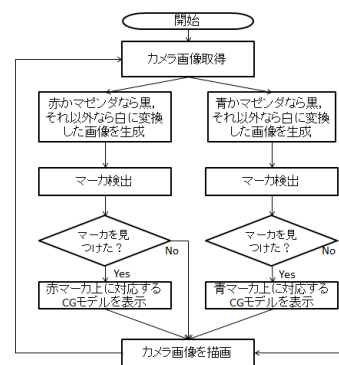 開始
カメラ画像取得
赤かマゼンダなら黒,
それ以外なら白に変換
した画像を生成
青かマゼンダなら黒,
それ以外なら白に変換
した画像を生成
マーカ検出
マーカ検出
マーカを見
つけた？
No
マーカを見
つけた？
No
Yes
Yes
赤マーカ上に対応する
CGモデルを表示
青マーカ上に対応する
CGモデルを表示
カメラ画像を描画